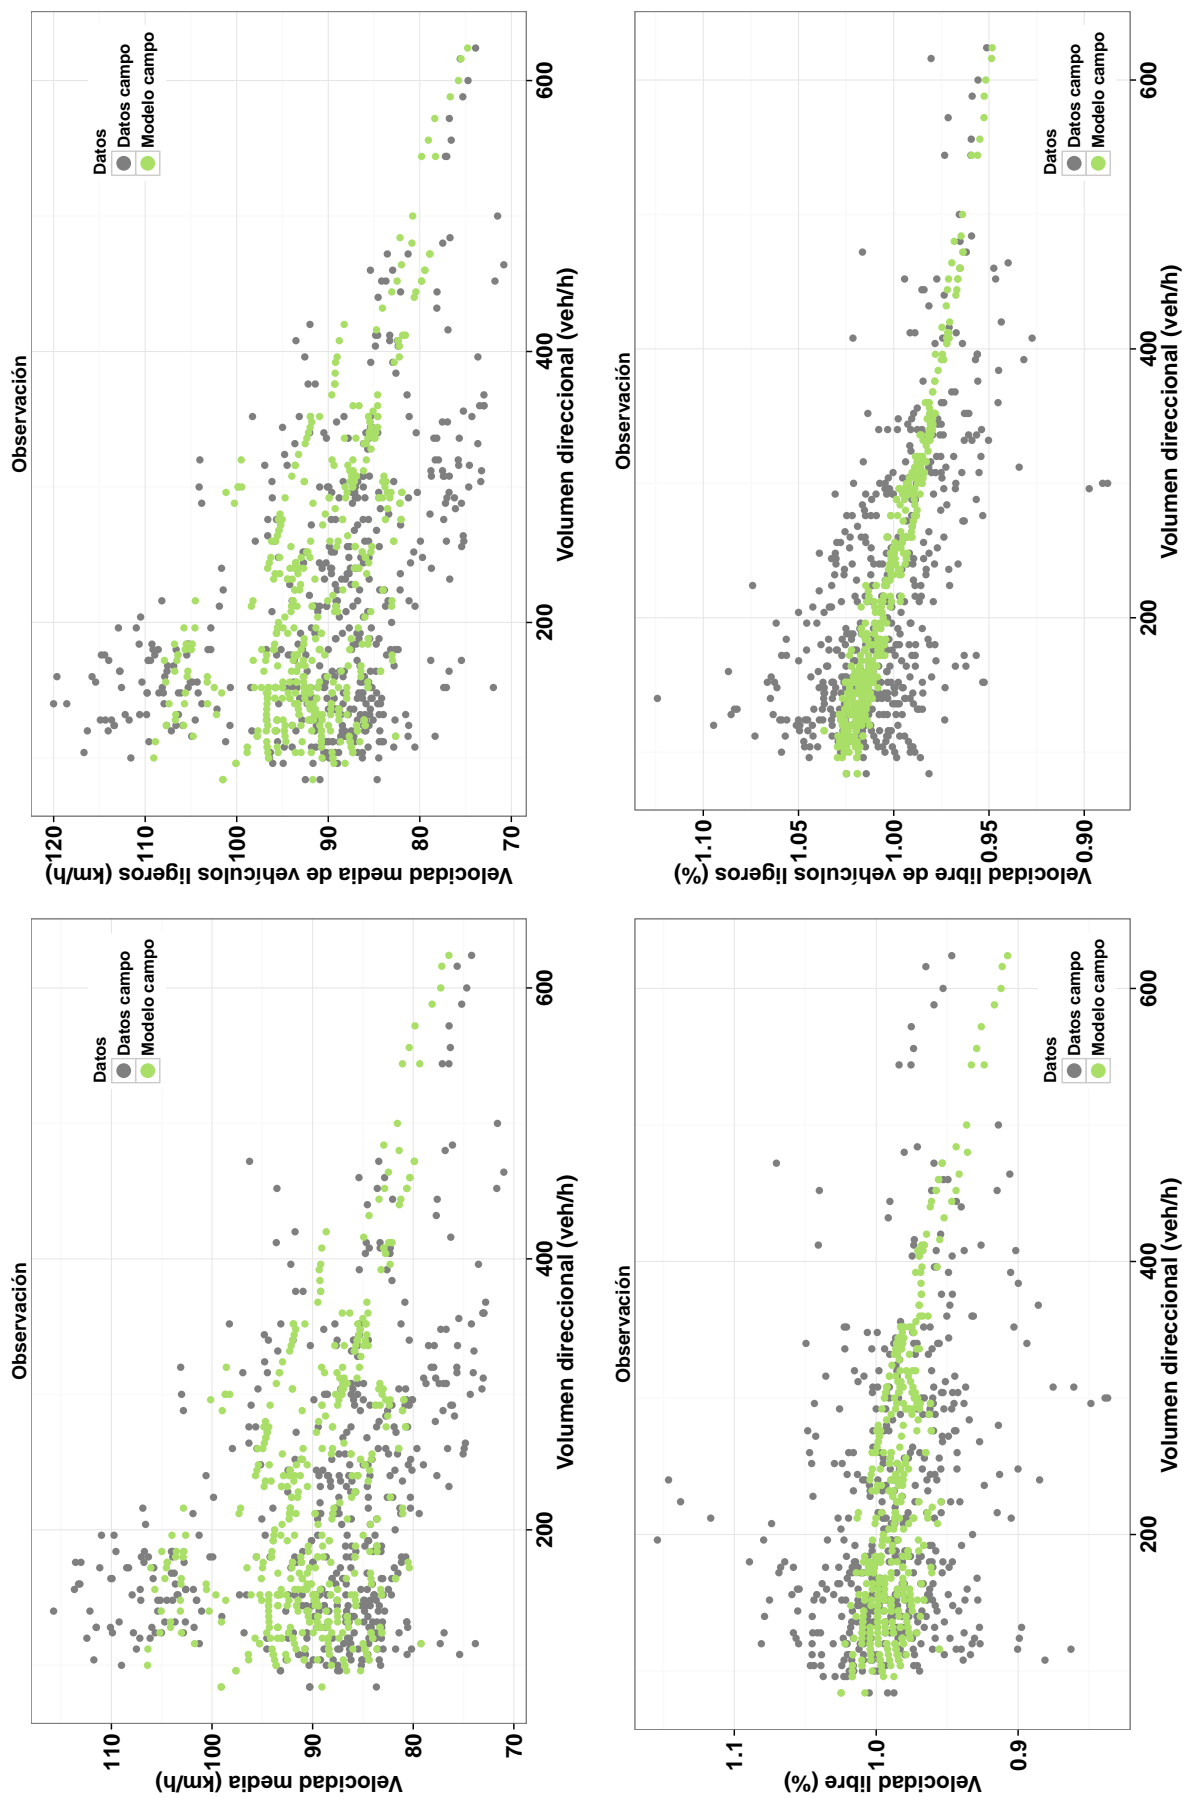 Observación
Velocidad media (km/h)
110
100
90
80
70
Datos
Datos campo
Modelo campo
200
400
600
Volumen direccional (veh/h)
Observación
Velocidad media de vehículos ligeros (km/h)
120
110
100
90
80
70
Datos
Datos campo
Modelo campo
200
400
600
Volumen direccional (veh/h)
Observación
Velocidad libre (%)
1.1
1.0
0.9
Datos
Datos campo
Modelo campo
200
400
600
Volumen direccional (veh/h)
Observación
Velocidad libre de vehículos ligeros (%)
1.10
1.05
1.00
0.95
0.90
Datos
Datos campo
Modelo campo
200
400
600
Volumen direccional (veh/h)